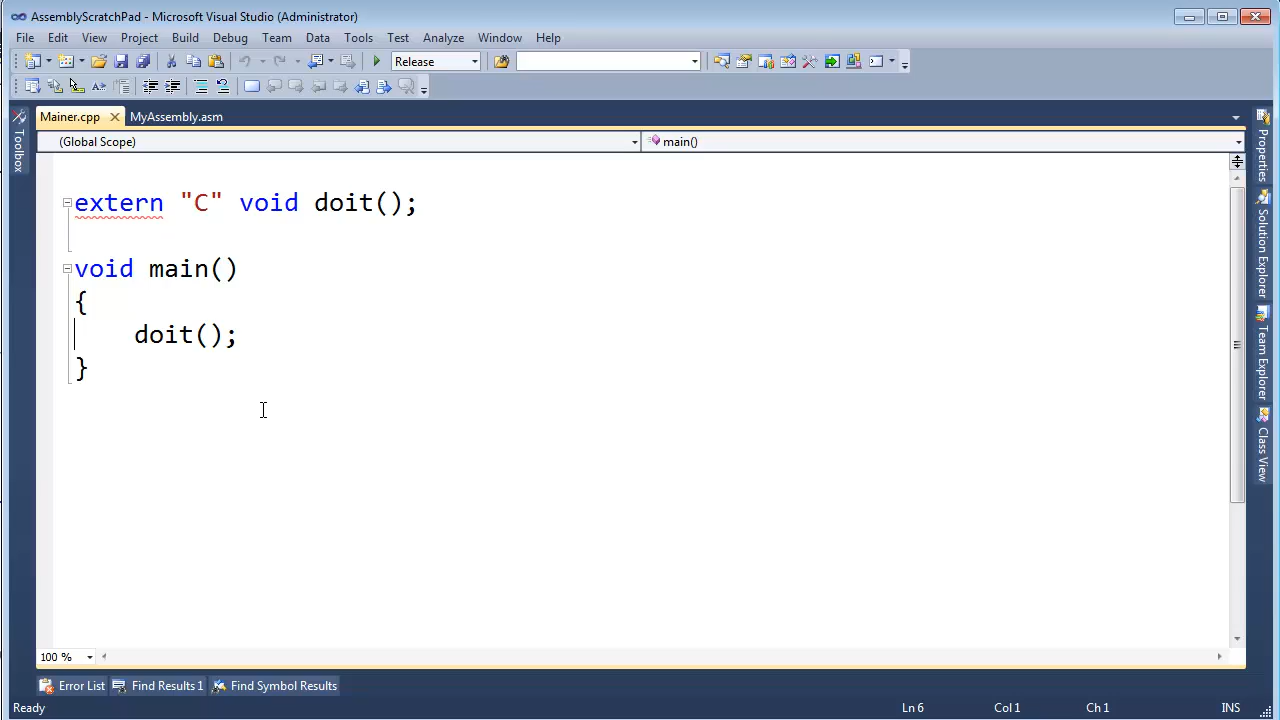 AssemblyScratchPad - Microsoft Visual Studio (Administrator)
File Edit View Project Build Debug Team Data Tools Test Analyze Window Help
Release
Mainer.cpp MyAssembly.asm
(Global Scope) main()
extern "C" void doit();
void main()
{
doit();
}
Toolbox
Properties
Solution Explorer
Team Explorer
Class View
100 %
Error List Find Results 1 Find Symbol Results
Ready Ln 6 Col 1 Ch 1 INS